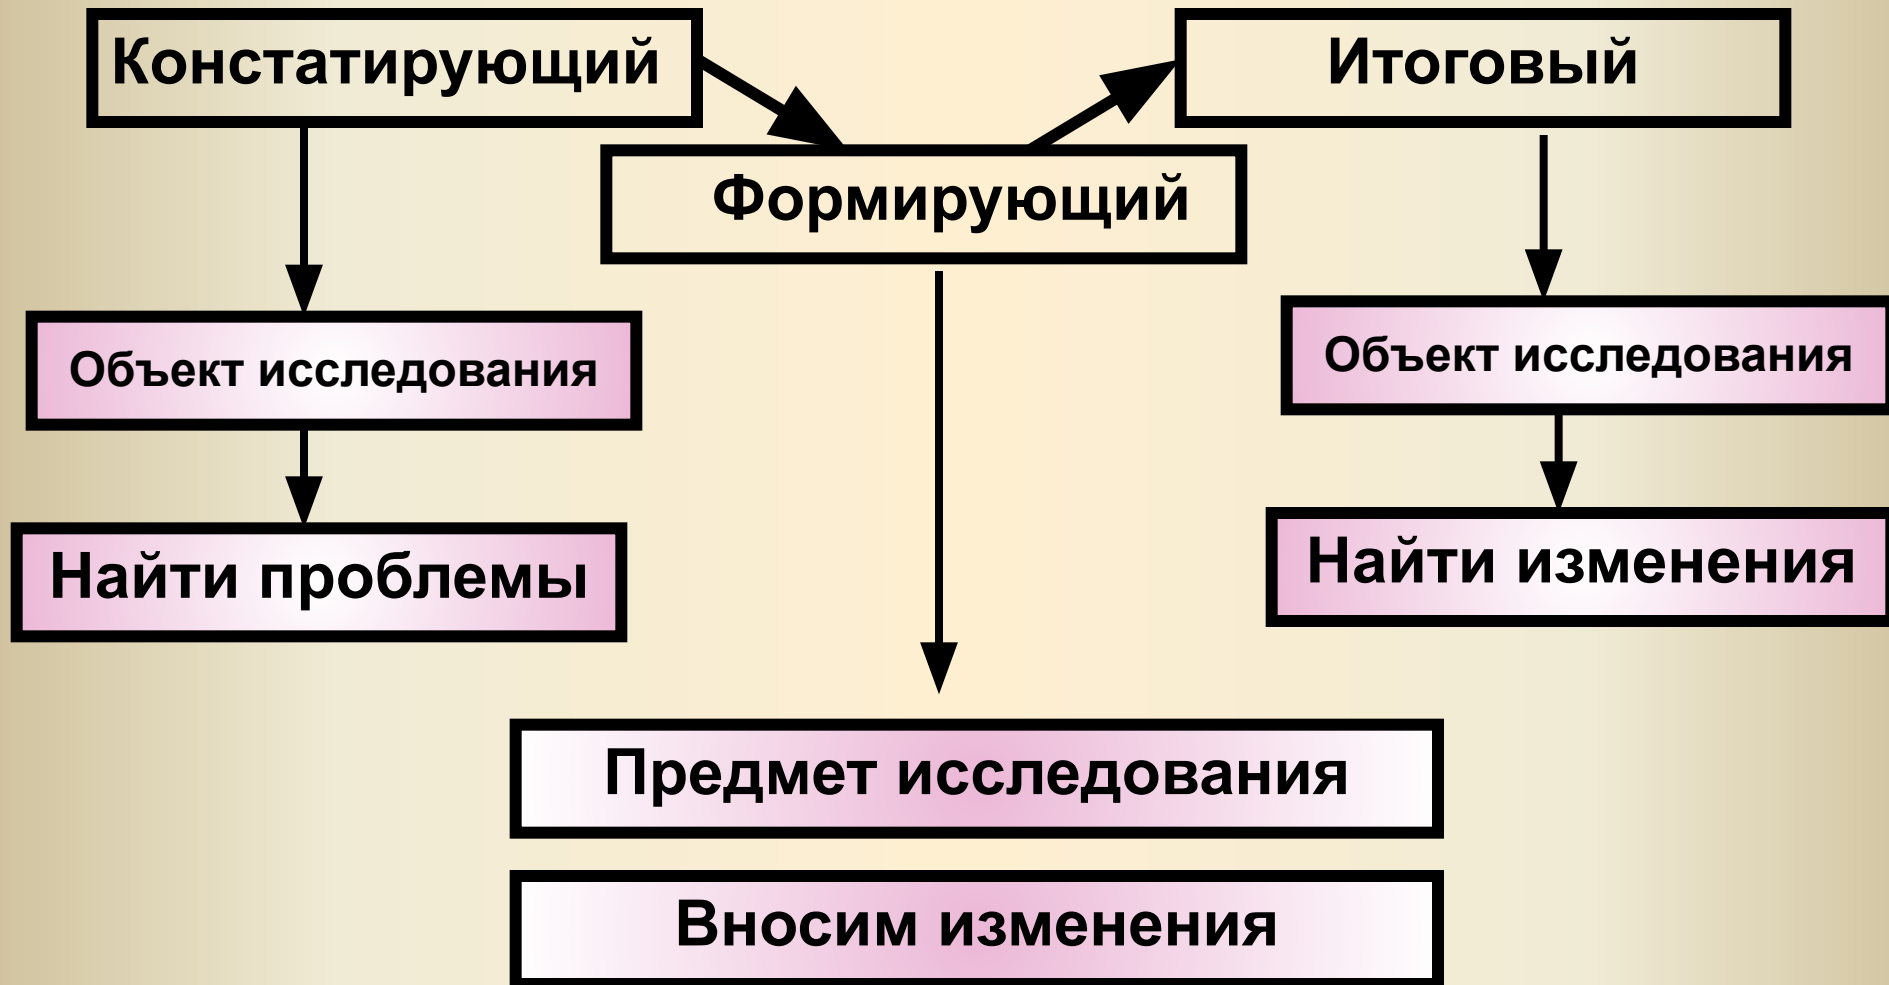 Констатирующий
Итоговый
Формирующий
Объект исследования
Объект исследования
Найти проблемы
Найти изменения
Предмет исследования
Вносим изменения